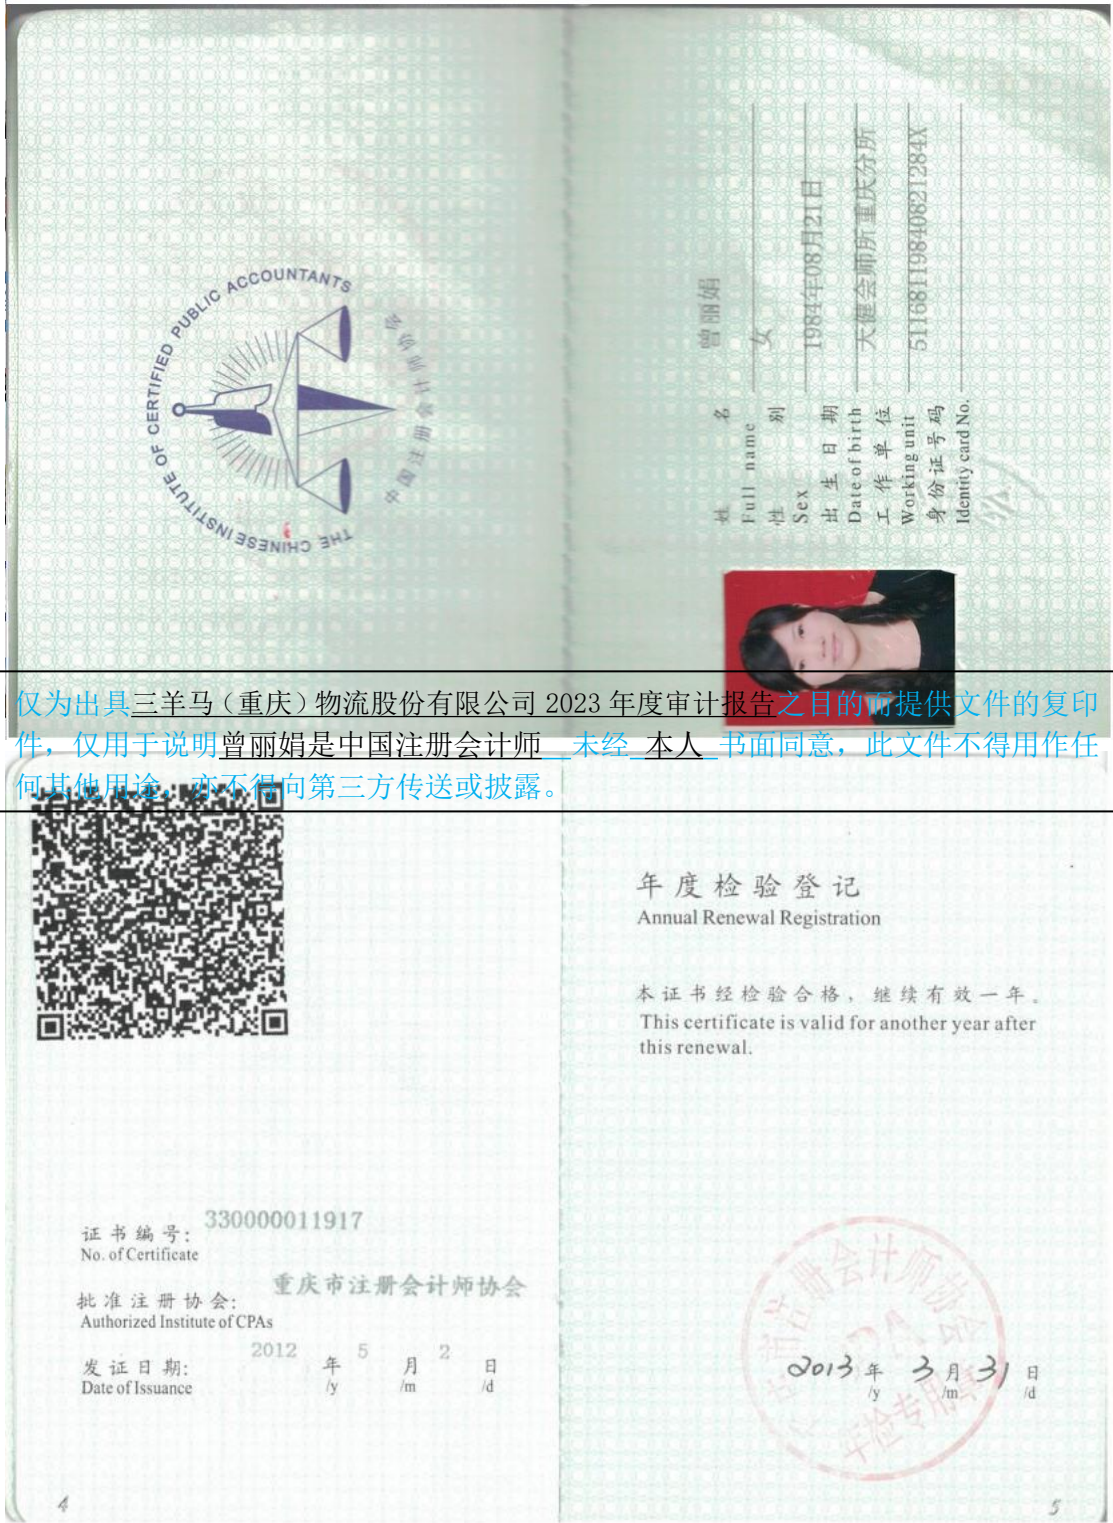 THE CHINESE INSTITUTE OF CERTIFIED PUBLIC ACCOUNTANTS
中国注册会计师协会
姓 名 曾丽娟
Full name
性 别 女
Sex
出 生 日 期 1984年08月21日
Date of birth
工 作 单 位 天健会师所重庆分所
Working unit
身份证号码 51168119840821284X
Identity card No.
仅为出具三羊马（重庆）物流股份有限公司 2023 年度审计报告之目的而提供文件的复印
件，仅用于说明曾丽娟是中国注册会计师 未经 本人 书面同意，此文件不得用作任
何其他用途，亦不得向第三方传送或披露。
证 书 编 号: 330000011917
No. of Certificate
批 准 注 册 协 会: 重庆市注册会计师协会
Authorized Institute of CPAs
发 证 日 期: 2012 年 5 月 2 日
Date of Issuance /y /m /d
4
年 度 检 验 登 记
Annual Renewal Registration
本 证 书 经 检 验 合 格 ， 继 续 有 效 一 年 。
This certificate is valid for another year after
this renewal.
市注册会计师协会
2013 年 3 月 31 日
/y /m /d
年检专用章
5